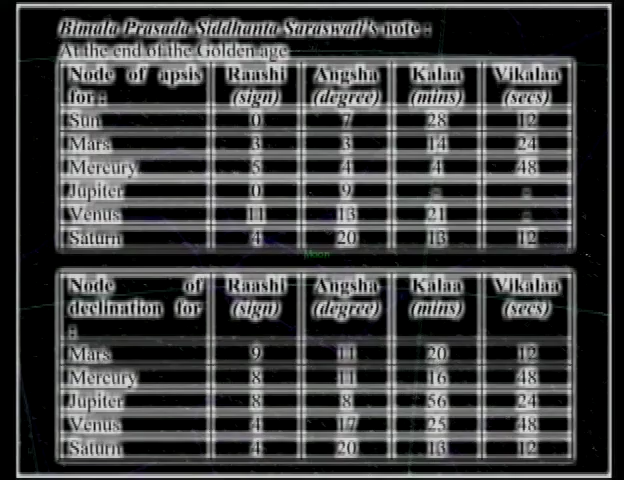 Bimala Prasada Siddhanta Saraswati's note :
At the end of the Golden age
Node of apsis for : Raashi (sign) Angsha (degree) Kalaa (mins) Vikalaa (secs)
Sun 0 7 28 12
Mars 3 3 14 24
Mercury 5 4 4 48
Jupiter 0 9 - -
Venus 11 13 21 -
Saturn 4 20 13 12
Moon
Node of declination for : Raashi (sign) Angsha (degree) Kalaa (mins) Vikalaa (secs)
Mars 9 11 20 12
Mercury 8 11 16 48
Jupiter 8 8 56 24
Venus 4 17 25 48
Saturn 4 20 13 12